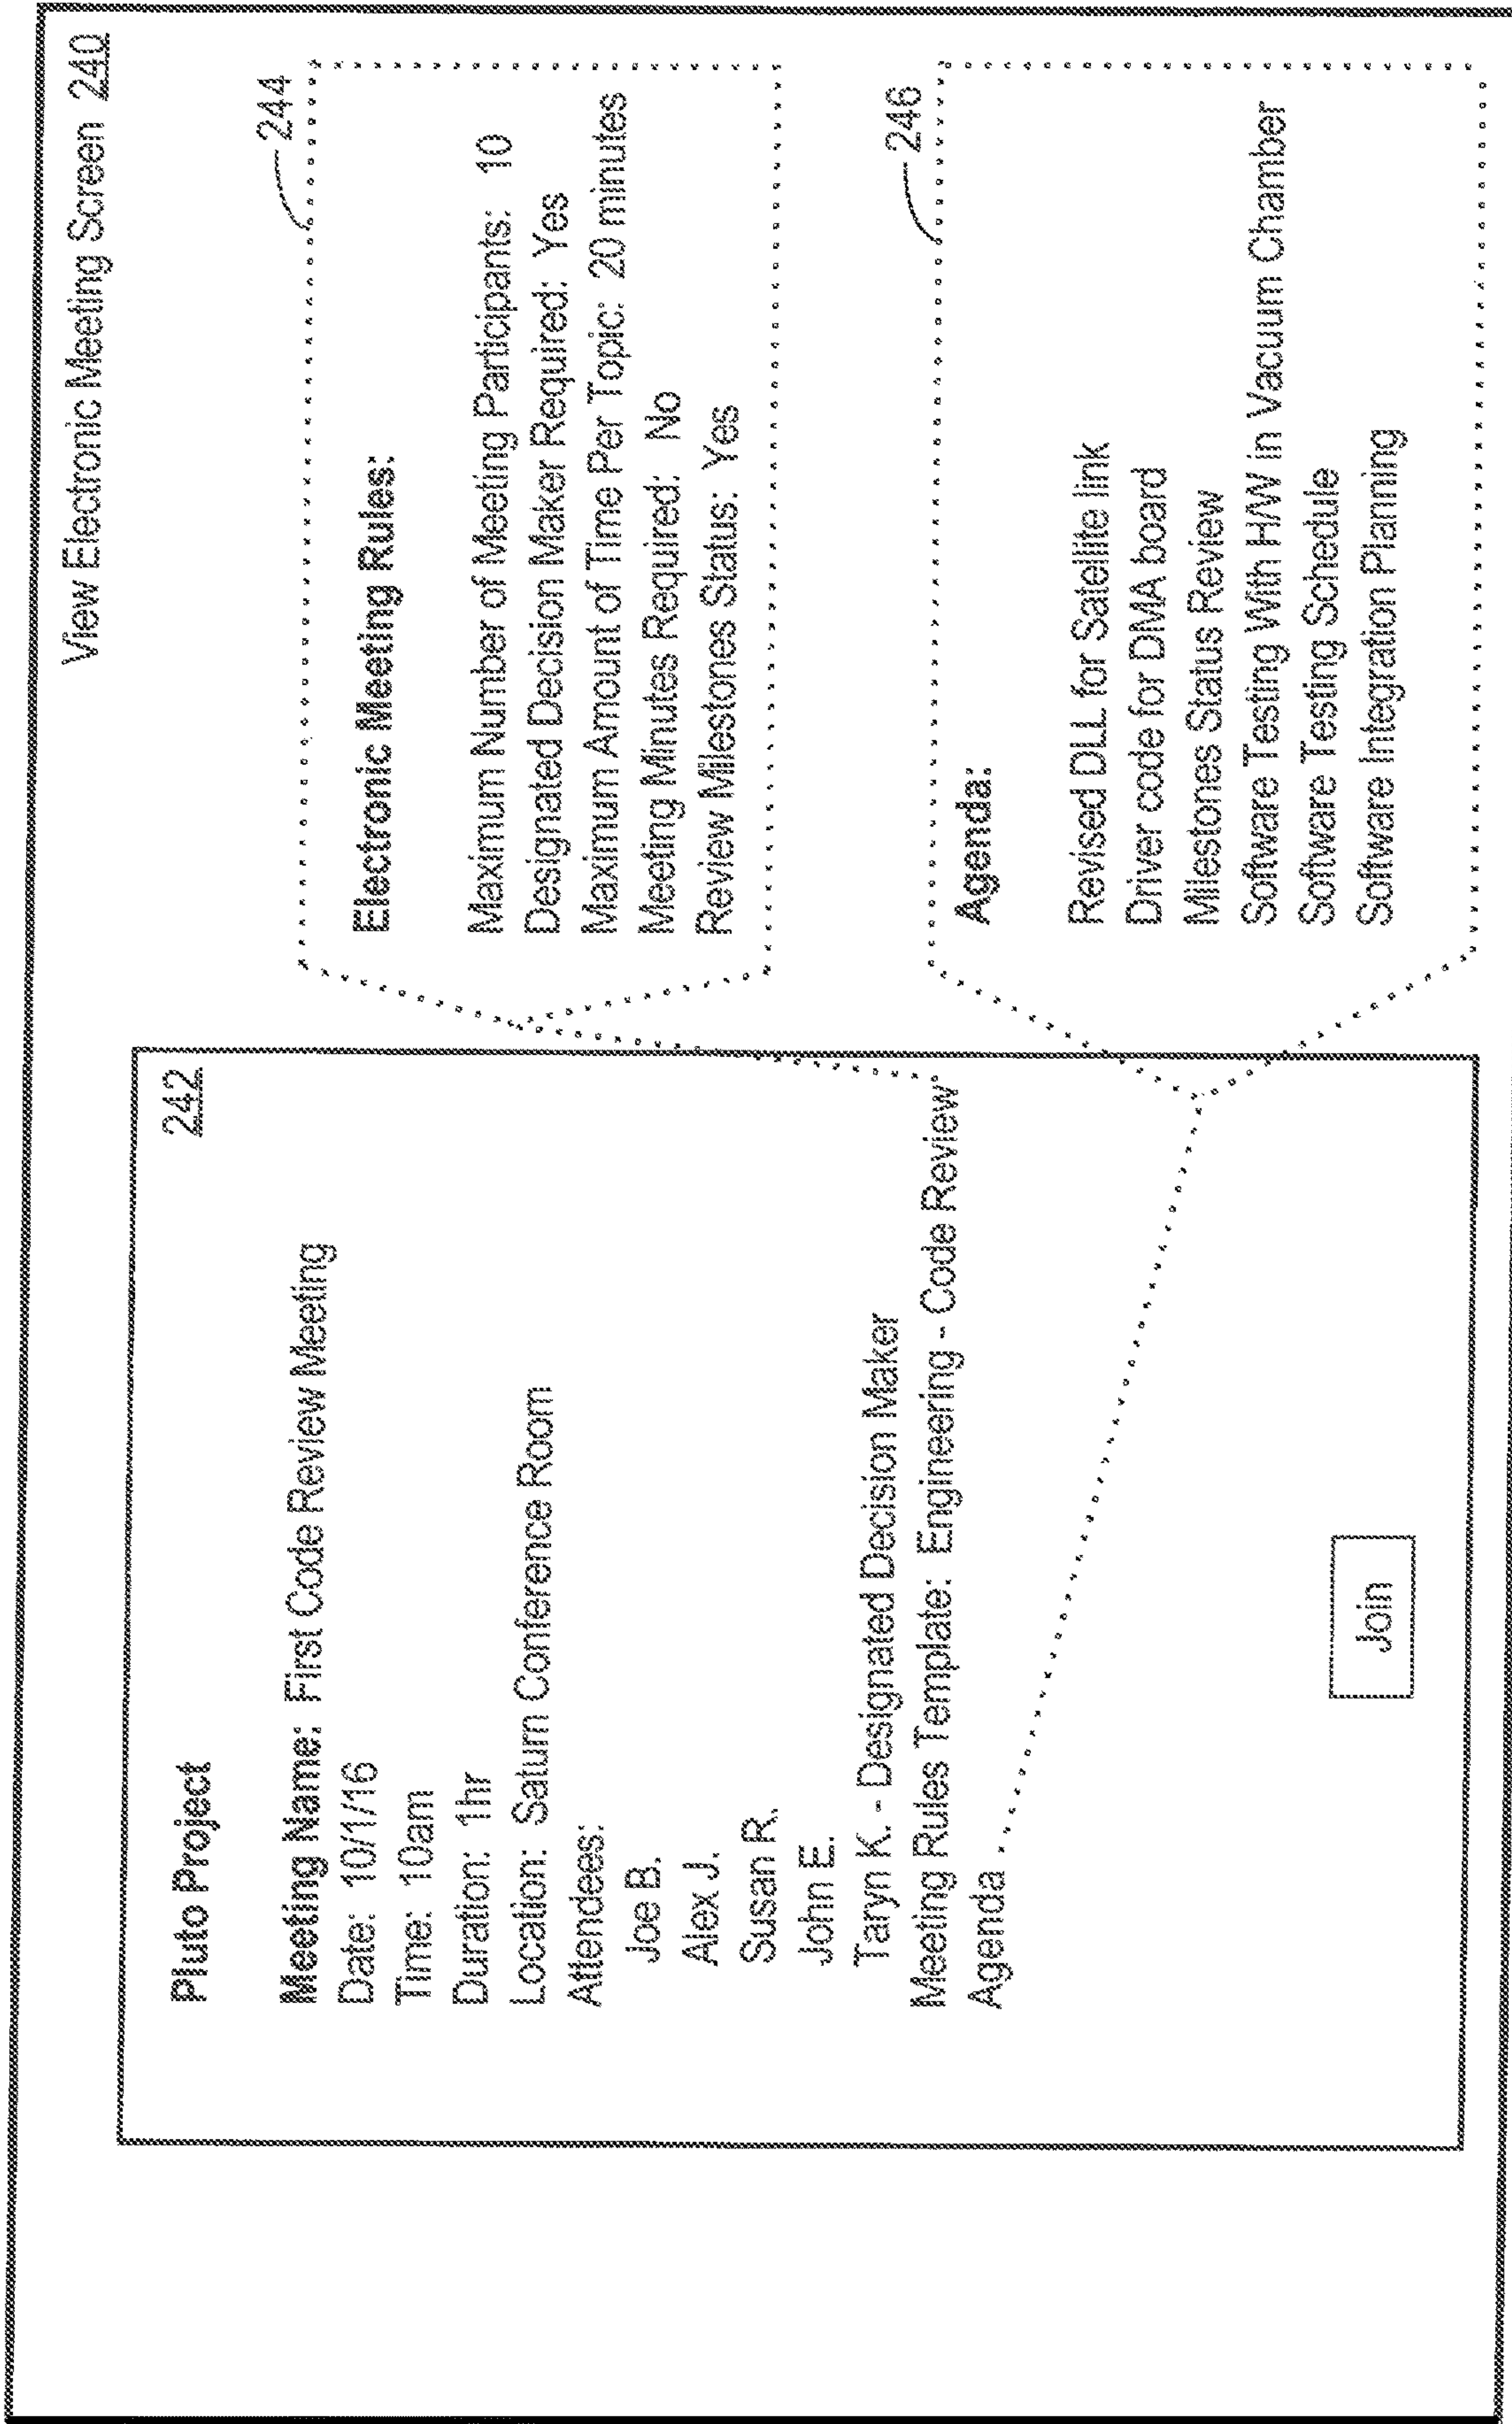 View Electronic Meeting Screen 240
242
Pluto Project
Meeting Name: First Code Review Meeting
Date: 10/1/16
Time: 10am
Duration: 1hr
Location: Saturn Conference Room
Attendees:
Joe B.
Alex J.
Susan R.
John E.
Taryn K. - Designated Decision Maker
Meeting Rules Template: Engineering - Code Review
Agenda
Join
244
Electronic Meeting Rules:
Maximum Number of Meeting Participants: 10
Designated Decision Maker Required: Yes
Maximum Amount of Time Per Topic: 20 minutes
Meeting Minutes Required: No
Review Milestones Status: Yes
246
Agenda:
Revised DLL for Satellite link
Driver code for DMA board
Milestones Status Review
Software Testing With H/W in Vacuum Chamber
Software Testing Schedule
Software Integration Planning